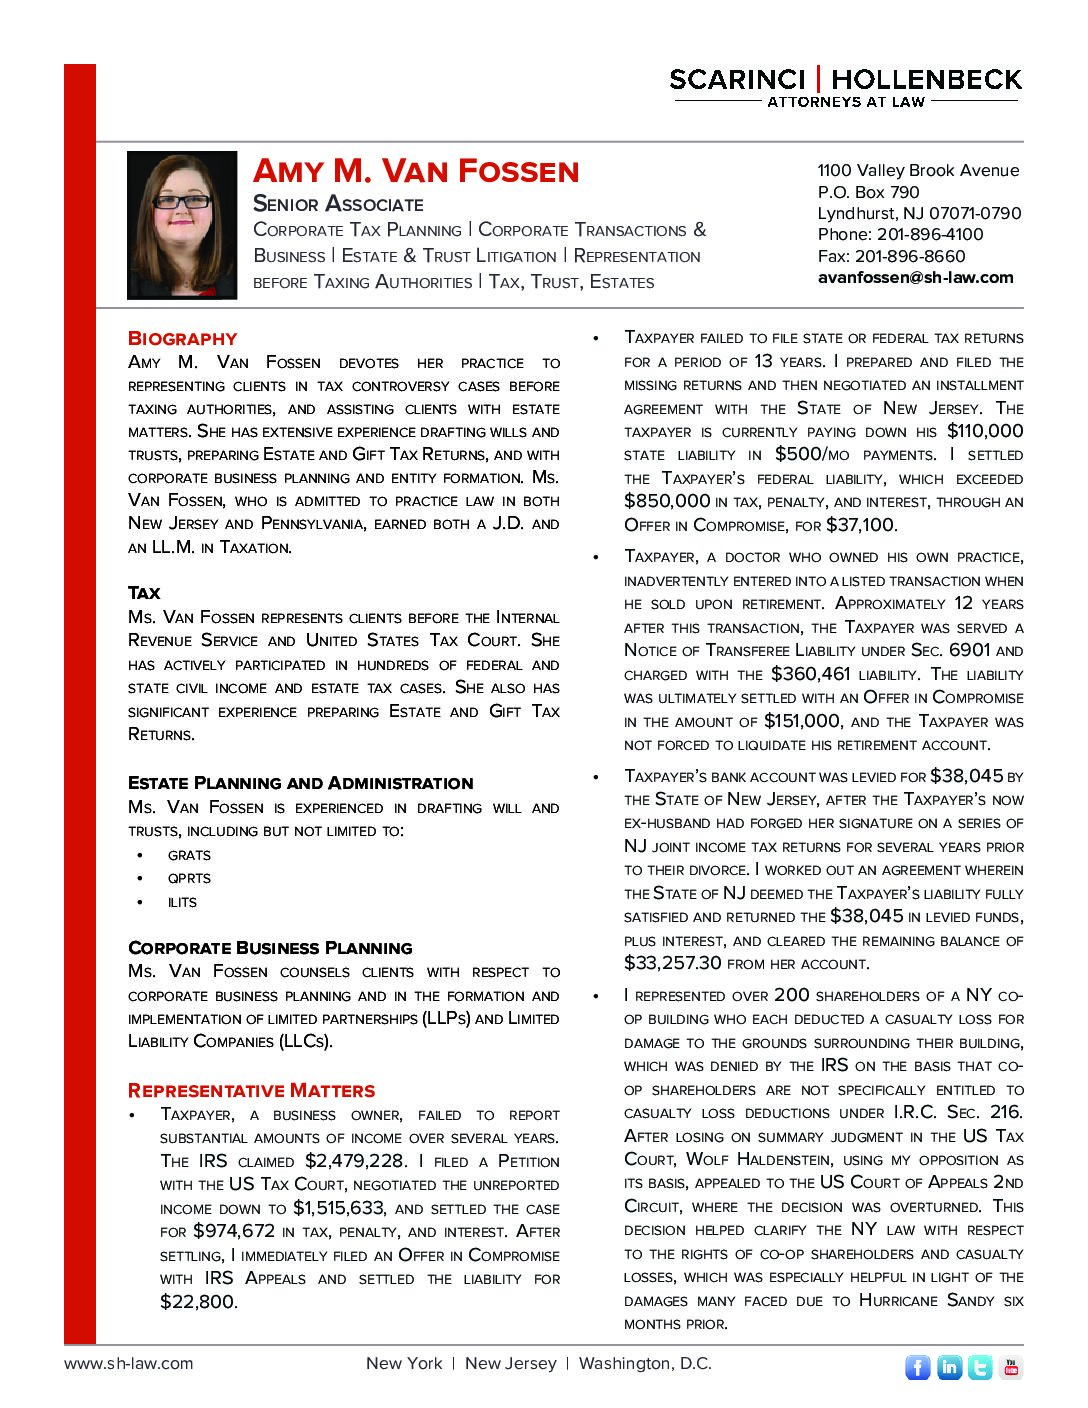 SCARINCI | HOLLENBECK
ATTORNEYS AT LAW
Amy M. Van Fossen
Senior Associate
Corporate Tax Planning | Corporate Transactions &
Business | Estate & Trust Litigation | Representation
before Taxing Authorities | Tax, Trust, Estates
1100 Valley Brook Avenue
P.O. Box 790
Lyndhurst, NJ 07071-0790
Phone: 201-896-4100
Fax: 201-896-8660
avanfossen@sh-law.com
Biography
Amy M. Van Fossen devotes her practice to
representing clients in tax controversy cases before
taxing authorities, and assisting clients with estate
matters. She has extensive experience drafting wills and
trusts, preparing Estate and Gift Tax Returns, and with
corporate business planning and entity formation. Ms.
Van Fossen, who is admitted to practice law in both
New Jersey and Pennsylvania, earned both a J.D. and
an LL.M. in Taxation.
Tax
Ms. Van Fossen represents clients before the Internal
Revenue Service and United States Tax Court. She
has actively participated in hundreds of federal and
state civil income and estate tax cases. She also has
significant experience preparing Estate and Gift Tax
Returns.
Estate Planning and Administration
Ms. Van Fossen is experienced in drafting will and
trusts, including but not limited to:
• grats
• qprts
• ilits
Corporate Business Planning
Ms. Van Fossen counsels clients with respect to
corporate business planning and in the formation and
implementation of limited partnerships (LLPs) and Limited
Liability Companies (LLCs).
Representative Matters
• Taxpayer, a business owner, failed to report
substantial amounts of income over several years.
The IRS claimed $2,479,228. I filed a Petition
with the US Tax Court, negotiated the unreported
income down to $1,515,633, and settled the case
for $974,672 in tax, penalty, and interest. After
settling, I immediately filed an Offer in Compromise
with IRS Appeals and settled the liability for
$22,800.
• Taxpayer failed to file state or federal tax returns
for a period of 13 years. I prepared and filed the
missing returns and then negotiated an installment
agreement with the State of New Jersey. The
taxpayer is currently paying down his $110,000
state liability in $500/mo payments. I settled
the Taxpayer's federal liability, which exceeded
$850,000 in tax, penalty, and interest, through an
Offer in Compromise, for $37,100.
• Taxpayer, a doctor who owned his own practice,
inadvertently entered into a listed transaction when
he sold upon retirement. Approximately 12 years
after this transaction, the Taxpayer was served a
Notice of Transferee Liability under Sec. 6901 and
charged with the $360,461 liability. The liability
was ultimately settled with an Offer in Compromise
in the amount of $151,000, and the Taxpayer was
not forced to liquidate his retirement account.
• Taxpayer's bank account was levied for $38,045 by
the State of New Jersey, after the Taxpayer's now
ex-husband had forged her signature on a series of
NJ joint income tax returns for several years prior
to their divorce. I worked out an agreement wherein
the State of NJ deemed the Taxpayer's liability fully
satisfied and returned the $38,045 in levied funds,
plus interest, and cleared the remaining balance of
$33,257.30 from her account.
• I represented over 200 shareholders of a NY co-
op building who each deducted a casualty loss for
damage to the grounds surrounding their building,
which was denied by the IRS on the basis that co-
op shareholders are not specifically entitled to
casualty loss deductions under I.R.C. Sec. 216.
After losing on summary judgment in the US Tax
Court, Wolf Haldenstein, using my opposition as
its basis, appealed to the US Court of Appeals 2nd
Circuit, where the decision was overturned. This
decision helped clarify the NY law with respect
to the rights of co-op shareholders and casualty
losses, which was especially helpful in light of the
damages many faced due to Hurricane Sandy six
months prior.
www.sh-law.com
New York | New Jersey | Washington, D.C.
f in t You Tube